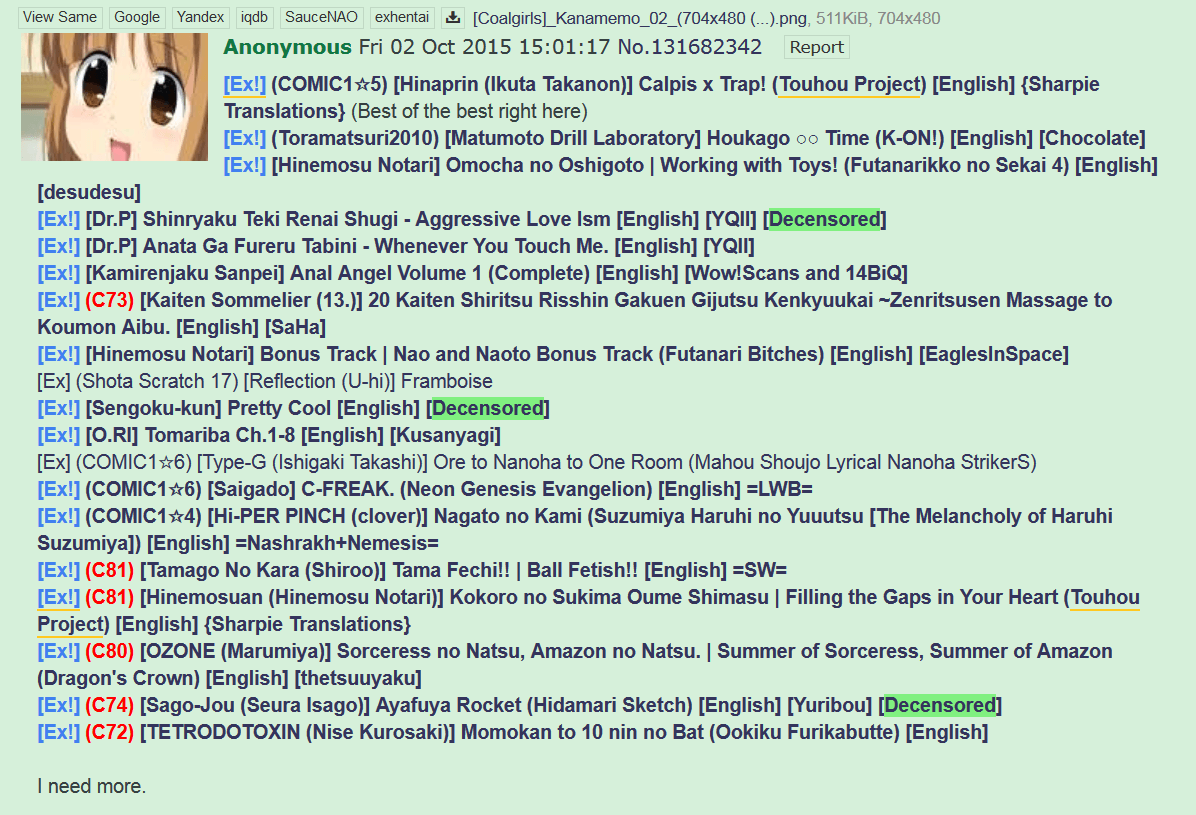 View Same Google Yandex iqdb SauceNAO exhentai [Coalgirls]_Kanamemo_02_(704x480 (...).png, 511KiB, 704x480
Anonymous Fri 02 Oct 2015 15:01:17 No.131682342 Report
[Ex!] (COMIC1☆5) [Hinaprin (Ikuta Takanon)] Calpis x Trap! (Touhou Project) [English] {Sharpie
Translations} (Best of the best right here)
[Ex!] (Toramatsuri2010) [Matumoto Drill Laboratory] Houkago ○○ Time (K-ON!) [English] [Chocolate]
[Ex!] [Hinemosu Notari] Omocha no Oshigoto | Working with Toys! (Futanarikko no Sekai 4) [English]
[desudesu]
[Ex!] [Dr.P] Shinryaku Teki Renai Shugi - Aggressive Love Ism [English] [YQII] [Decensored]
[Ex!] [Dr.P] Anata Ga Fureru Tabini - Whenever You Touch Me. [English] [YQII]
[Ex!] [Kamirenjaku Sanpei] Anal Angel Volume 1 (Complete) [English] [Wow!Scans and 14BiQ]
[Ex!] (C73) [Kaiten Sommelier (13.)] 20 Kaiten Shiritsu Risshin Gakuen Gijutsu Kenkyuukai ~Zenritsusen Massage to
Koumon Aibu. [English] [SaHa]
[Ex!] [Hinemosu Notari] Bonus Track | Nao and Naoto Bonus Track (Futanari Bitches) [English] [EaglesInSpace]
[Ex] (Shota Scratch 17) [Reflection (U-hi)] Framboise
[Ex!] [Sengoku-kun] Pretty Cool [English] [Decensored]
[Ex!] [O.RI] Tomariba Ch.1-8 [English] [Kusanyagi]
[Ex] (COMIC1☆6) [Type-G (Ishigaki Takashi)] Ore to Nanoha to One Room (Mahou Shoujo Lyrical Nanoha StrikerS)
[Ex!] (COMIC1☆6) [Saigado] C-FREAK. (Neon Genesis Evangelion) [English] =LWB=
[Ex!] (COMIC1☆4) [Hi-PER PINCH (clover)] Nagato no Kami (Suzumiya Haruhi no Yuuutsu [The Melancholy of Haruhi
Suzumiya]) [English] =Nashrakh+Nemesis=
[Ex!] (C81) [Tamago No Kara (Shiroo)] Tama Fechi!! | Ball Fetish!! [English] =SW=
[Ex!] (C81) [Hinemosuan (Hinemosu Notari)] Kokoro no Sukima Oume Shimasu | Filling the Gaps in Your Heart (Touhou
Project) [English] {Sharpie Translations}
[Ex!] (C80) [OZONE (Marumiya)] Sorceress no Natsu, Amazon no Natsu. | Summer of Sorceress, Summer of Amazon
(Dragon's Crown) [English] [thetsuuyaku]
[Ex!] (C74) [Sago-Jou (Seura Isago)] Ayafuya Rocket (Hidamari Sketch) [English] [Yuribou] [Decensored]
[Ex!] (C72) [TETRODOTOXIN (Nise Kurosaki)] Momokan to 10 nin no Bat (Ookiku Furikabutte) [English]
I need more.